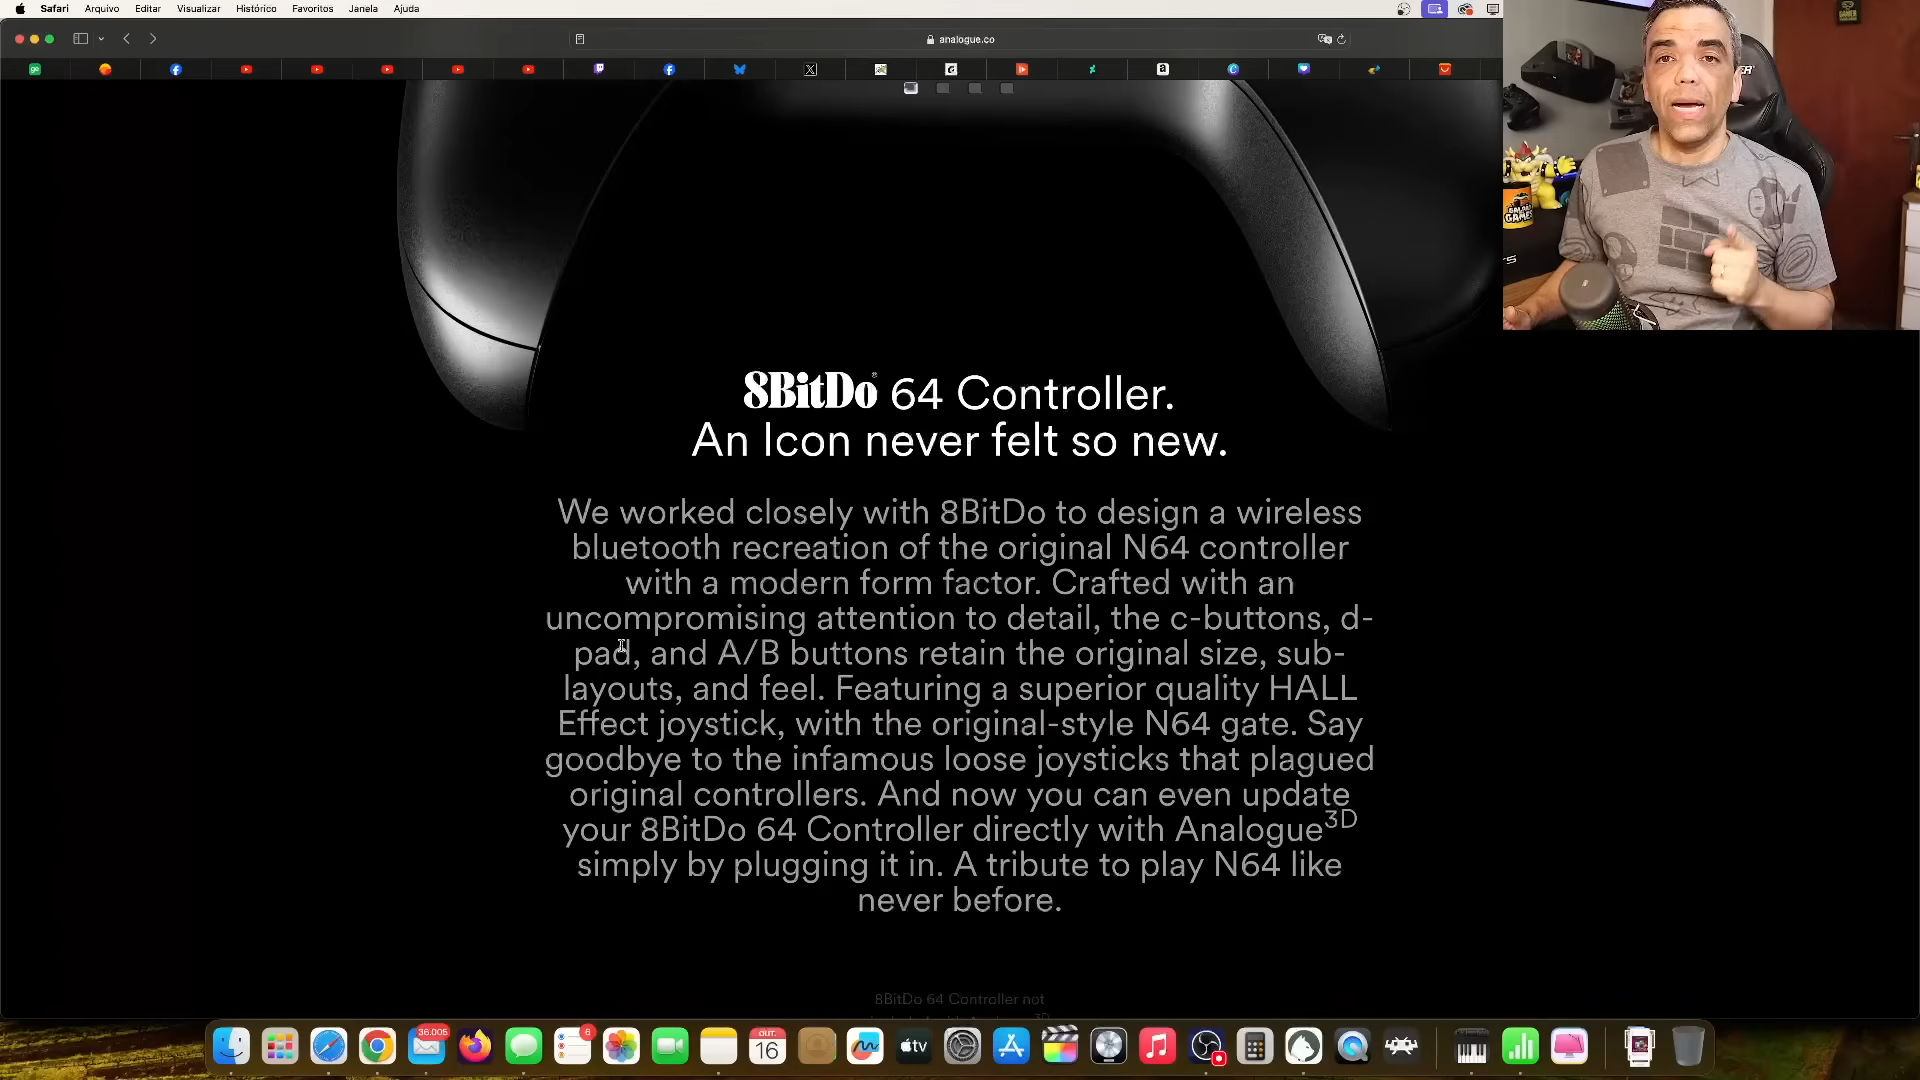 Safari Arquivo Editar Visualizar Histórico Favoritos Janela Ajuda
analogue.co
8BitDo® 64 Controller.
An Icon never felt so new.
We worked closely with 8BitDo to design a wireless
bluetooth recreation of the original N64 controller
with a modern form factor. Crafted with an
uncompromising attention to detail, the c-buttons, d-
pad, and A/B buttons retain the original size, sub-
layouts, and feel. Featuring a superior quality HALL
Effect joystick, with the original-style N64 gate. Say
goodbye to the infamous loose joysticks that plagued
original controllers. And now you can even update
your 8BitDo 64 Controller directly with Analogue3D
simply by plugging it in. A tribute to play N64 like
never before.
8BitDo 64 Controller not
36.005
6
OUT.
16
tv